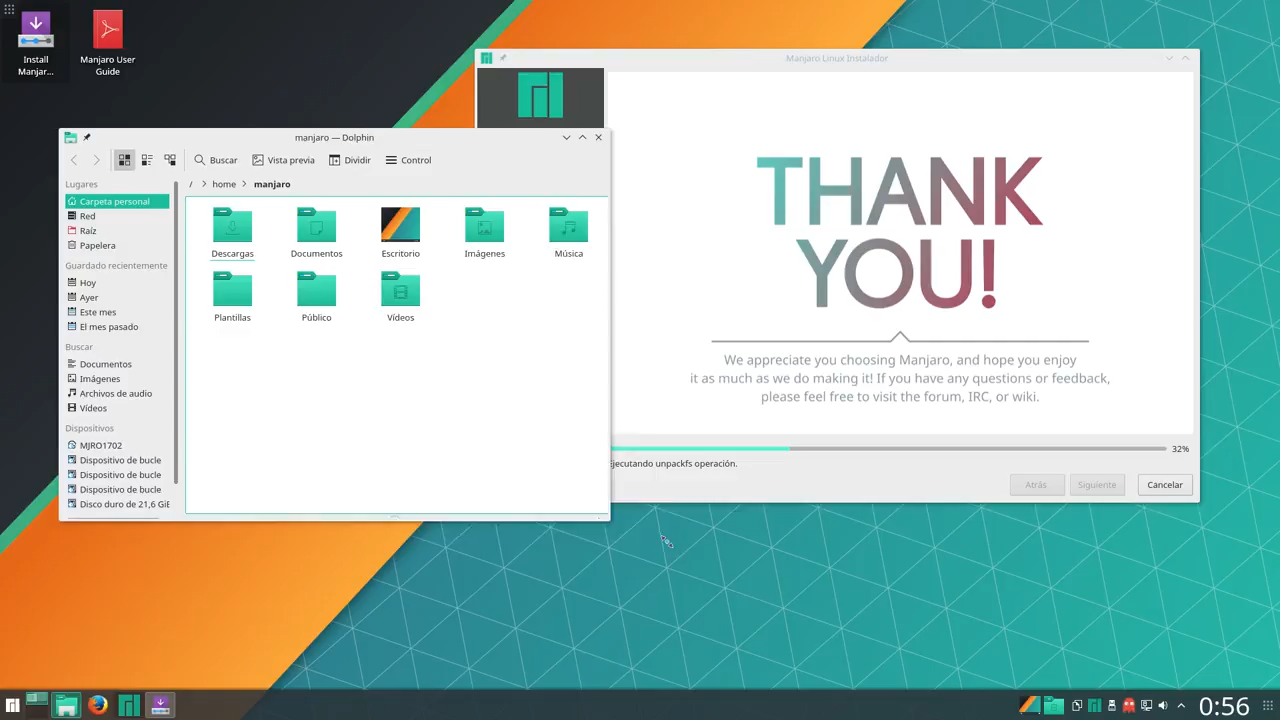 Install
Manjar...
Manjaro User
Guide
Manjaro Linux Instalador
THANK
YOU!
We appreciate you choosing Manjaro, and hope you enjoy
it as much as we do making it! If you have any questions or feedback,
please feel free to visit the forum, IRC, or wiki.
32%
Ejecutando unpackfs operación.
Atrás
Siguiente
Cancelar
manjaro — Dolphin
Buscar
Vista previa
Dividir
Control
/ > home > manjaro
Lugares
Carpeta personal
Red
Raíz
Papelera
Guardado recientemente
Hoy
Ayer
Este mes
El mes pasado
Buscar
Documentos
Imágenes
Archivos de audio
Vídeos
Dispositivos
MJRO1702
Dispositivo de bucle
Dispositivo de bucle
Dispositivo de bucle
Disco duro de 21,6 GiE
Descargas
Documentos
Escritorio
Imágenes
Música
Plantillas
Público
Vídeos
0:56